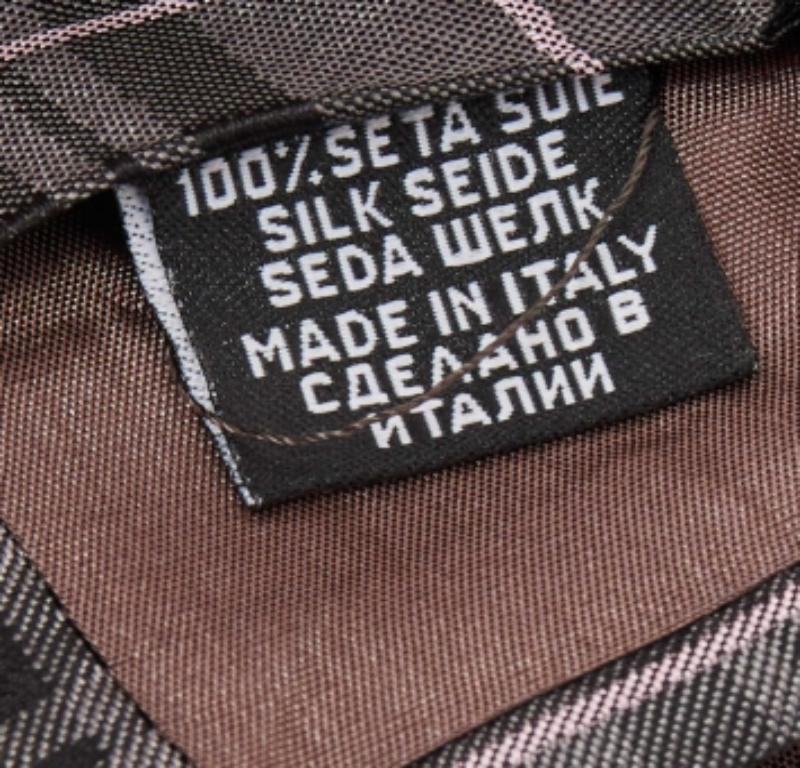 100% SETA SOIE
SILK SEIDE
SEDA ШЕЛК
MADE IN ITALY
СДЕЛАНО В
ИТАЛИИ